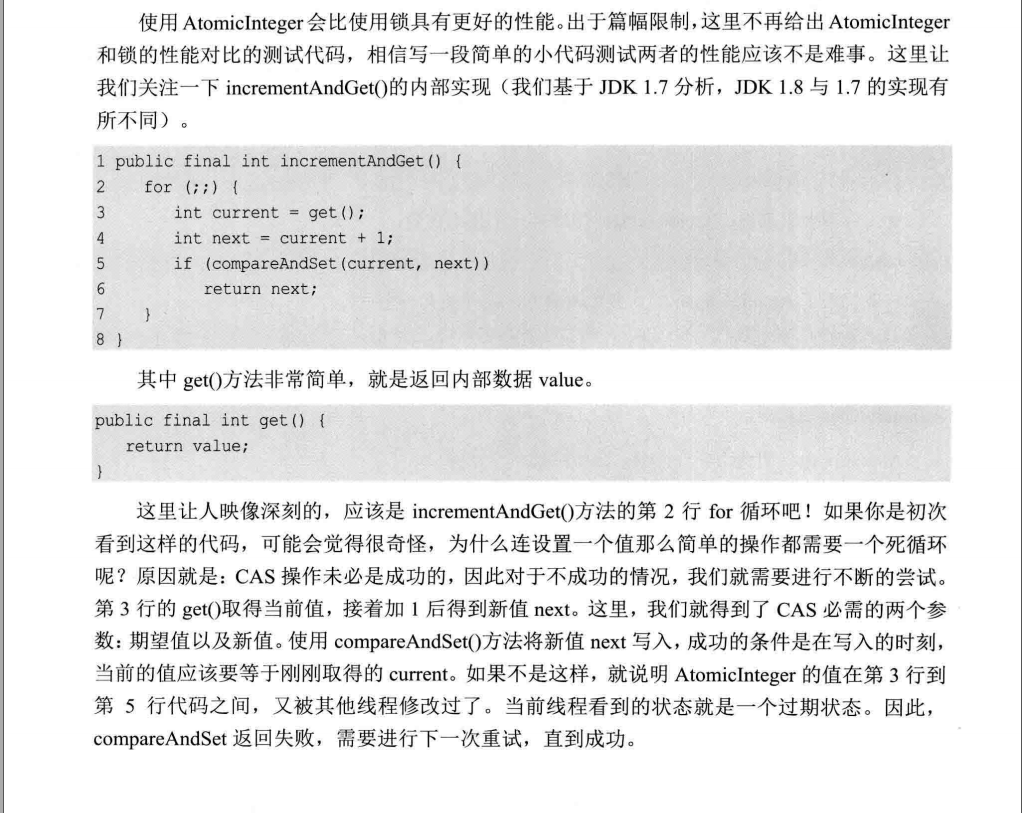 使用 AtomicInteger 会比使用锁具有更好的性能。出于篇幅限制，这里不再给出 AtomicInteger
和锁的性能对比的测试代码，相信写一段简单的小代码测试两者的性能应该不是难事。这里让
我们关注一下 incrementAndGet()的内部实现（我们基于 JDK 1.7 分析，JDK 1.8 与 1.7 的实现有
所不同）。
1 public final int incrementAndGet() {
2    for (;;) {
3       int current = get();
4       int next = current + 1;
5       if (compareAndSet(current, next))
6          return next;
7    }
8 }
其中 get()方法非常简单，就是返回内部数据 value。
public final int get() {
   return value;
}
这里让人映像深刻的，应该是 incrementAndGet()方法的第 2 行 for 循环吧！如果你是初次
看到这样的代码，可能会觉得很奇怪，为什么连设置一个值那么简单的操作都需要一个死循环
呢？原因就是：CAS 操作未必是成功的，因此对于不成功的情况，我们就需要进行不断的尝试。
第 3 行的 get()取得当前值，接着加 1 后得到新值 next。这里，我们就得到了 CAS 必需的两个参
数：期望值以及新值。使用 compareAndSet()方法将新值 next 写入，成功的条件是在写入的时刻，
当前的值应该要等于刚刚取得的 current。如果不是这样，就说明 AtomicInteger 的值在第 3 行到
第 5 行代码之间，又被其他线程修改过了。当前线程看到的状态就是一个过期状态。因此，
compareAndSet 返回失败，需要进行下一次重试，直到成功。